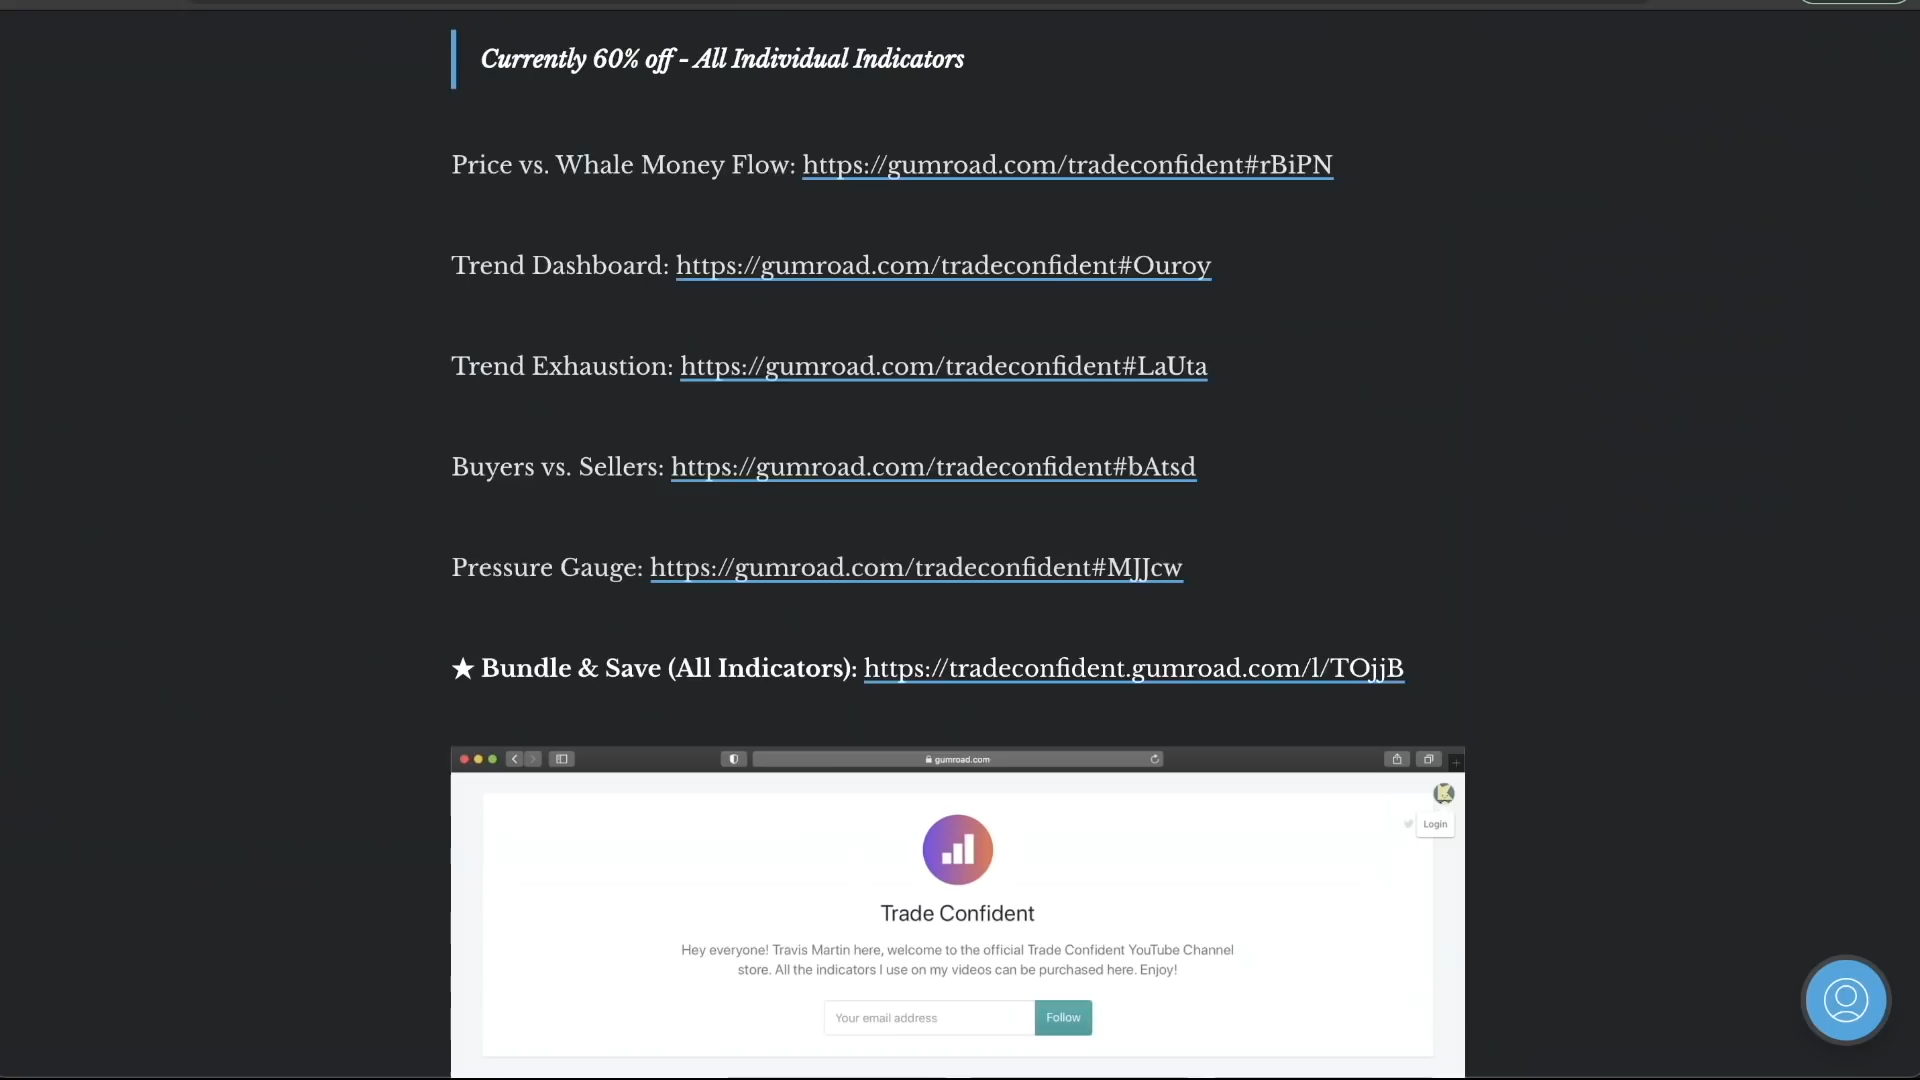 Currently 60% off - All Individual Indicators
Price vs. Whale Money Flow: https://gumroad.com/tradeconfident#rBiPN
Trend Dashboard: https://gumroad.com/tradeconfident#Ouroy
Trend Exhaustion: https://gumroad.com/tradeconfident#LaUta
Buyers vs. Sellers: https://gumroad.com/tradeconfident#bAtsd
Pressure Gauge: https://gumroad.com/tradeconfident#MJJcw
★ Bundle & Save (All Indicators): https://tradeconfident.gumroad.com/l/TOjjB
gumroad.com
Login
Trade Confident
Hey everyone! Travis Martin here, welcome to the official Trade Confident YouTube Channel
store. All the indicators I use on my videos can be purchased here. Enjoy!
Your email address
Follow